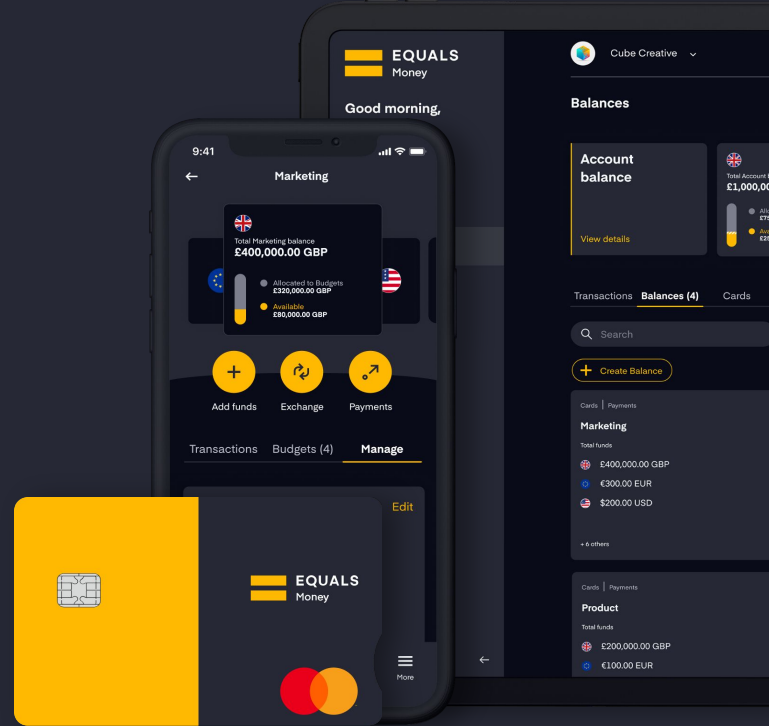 EQUALS
Money
Good morning,
Cube Creative
Balances
Account
balance
View details
Total Account
£1,000,00
Transactions
Balances (4)
Cards
Search
Create Balance
Cards | Payments
Marketing
Total funds
£400,000.00 GBP
€300.00 EUR
$200.00 USD
+ 6 others
Cards | Payments
Product
Total funds
£200,000.00 GBP
€100.00 EUR
9:41
Marketing
Total Marketing balance
£400,000.00 GBP
Allocated to Budgets
£320,000.00 GBP
Available
£80,000.00 GBP
Add funds
Exchange
Payments
Transactions
Budgets (4)
Manage
Edit
More
EQUALS
Money